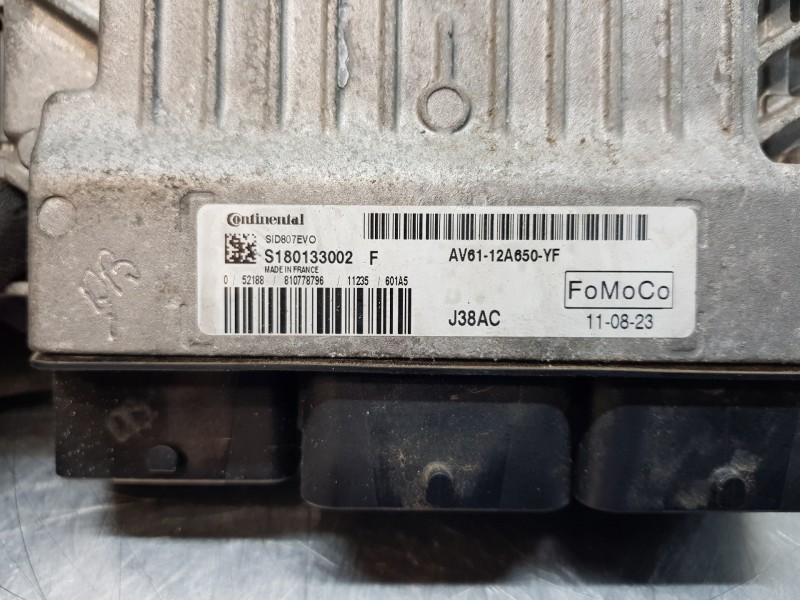 Continental
SID807EVO
S180133002 F
MADE IN FRANCE
0 / 52188 / 810778796 / 11235 / 601A5
AV61-12A650-YF
FoMoCo
J38AC
11-08-23